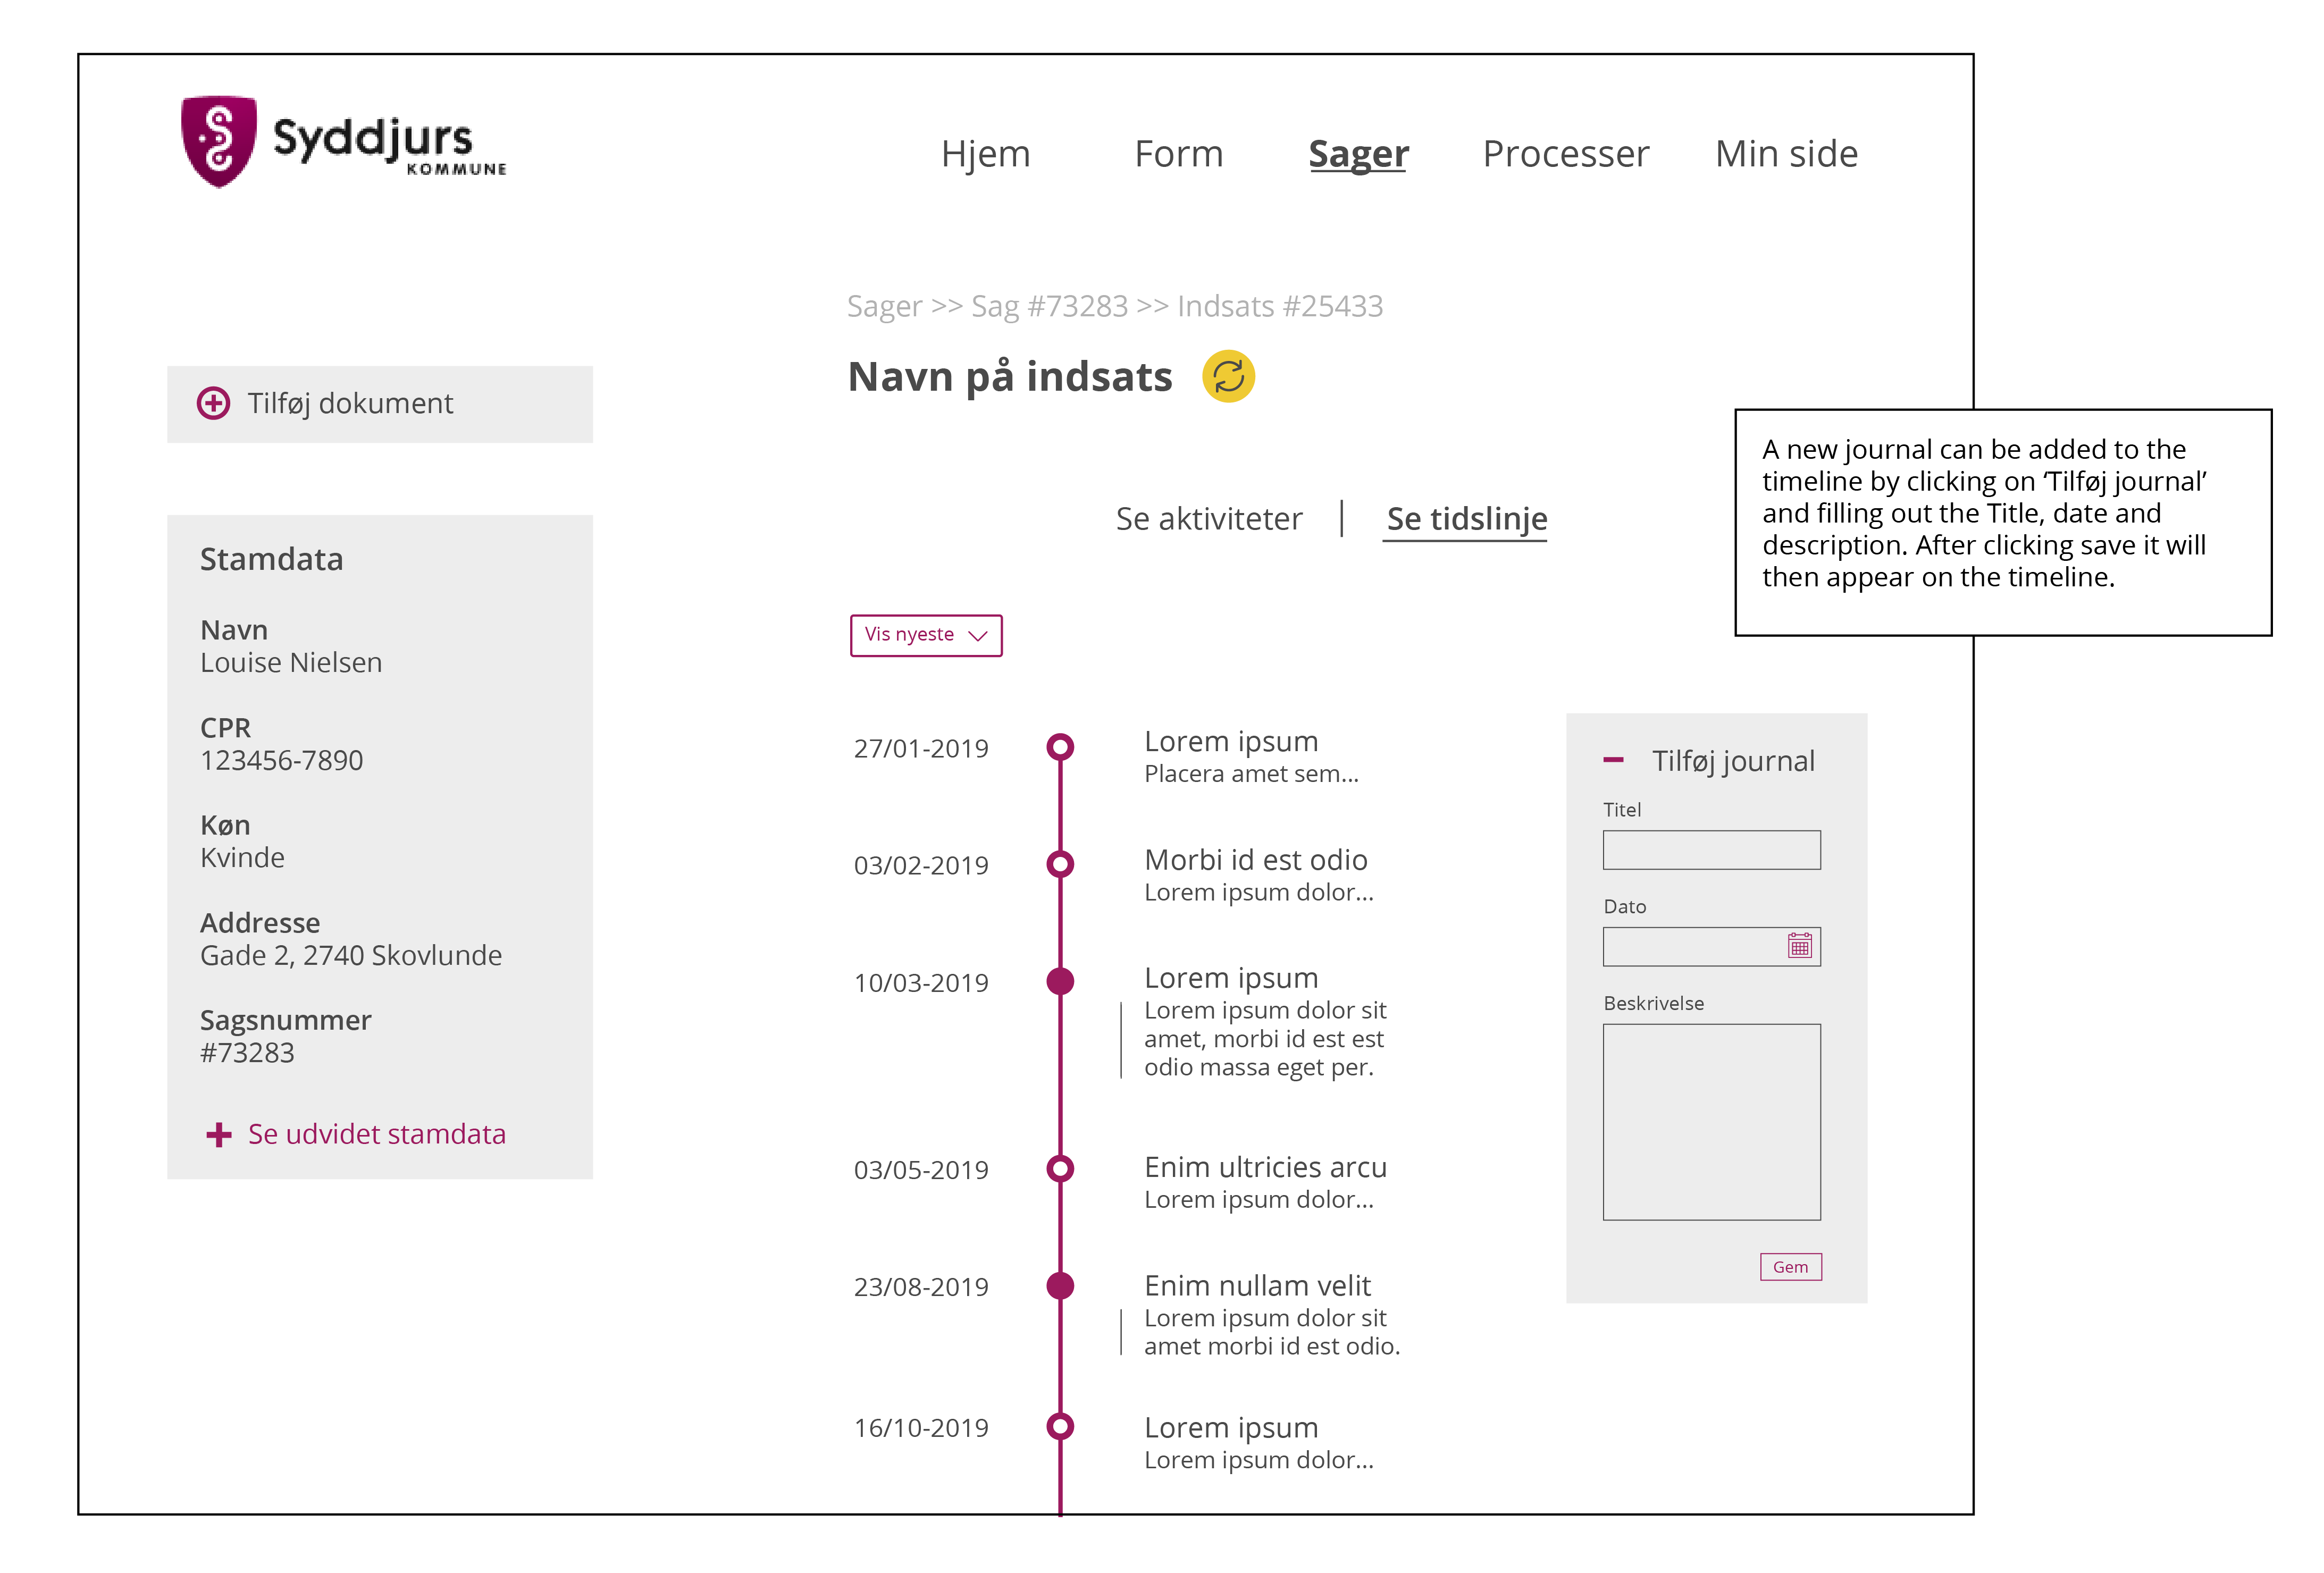 Syddjurs
KOMMUNE
Hjem
Form
Sager
Processer
Min side
Sager >> Sag #73283 >> Indsats #25433
Navn på indsats
Tilføj dokument
A new journal can be added to the
timeline by clicking on ‘Tilføj journal’
and filling out the Title, date and
description. After clicking save it will
then appear on the timeline.
Se aktiviteter | Se tidslinje
Stamdata
Navn
Louise Nielsen
CPR
123456-7890
Køn
Kvinde
Addresse
Gade 2, 2740 Skovlunde
Sagsnummer
#73283
Se udvidet stamdata
Vis nyeste
27/01-2019
Lorem ipsum
Placera amet sem...
03/02-2019
Morbi id est odio
Lorem ipsum dolor...
10/03-2019
Lorem ipsum
Lorem ipsum dolor sit
amet, morbi id est est
odio massa eget per.
03/05-2019
Enim ultricies arcu
Lorem ipsum dolor...
23/08-2019
Enim nullam velit
Lorem ipsum dolor sit
amet morbi id est odio.
16/10-2019
Lorem ipsum
Lorem ipsum dolor...
Tilføj journal
Titel
Dato
Beskrivelse
Gem